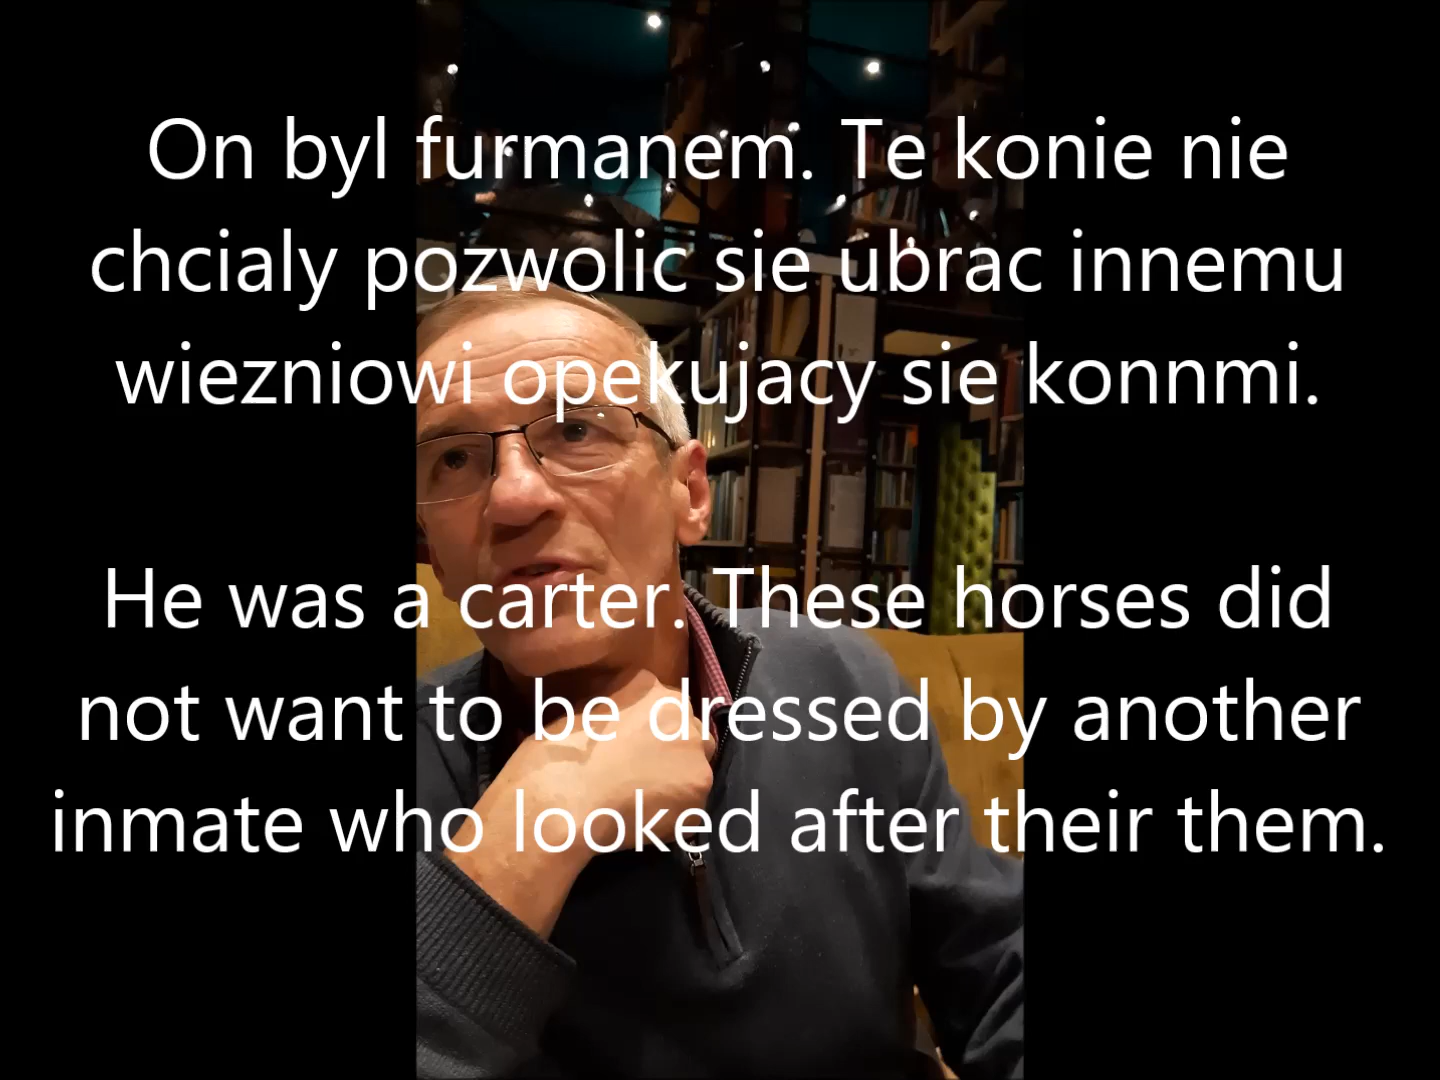 On byl furmanem. Te konie nie
chcialy pozwolic sie ubrac innemu
wiezniowi opekujacy sie konnmi.
He was a carter. These horses did
not want to be dressed by another
inmate who looked after their them.